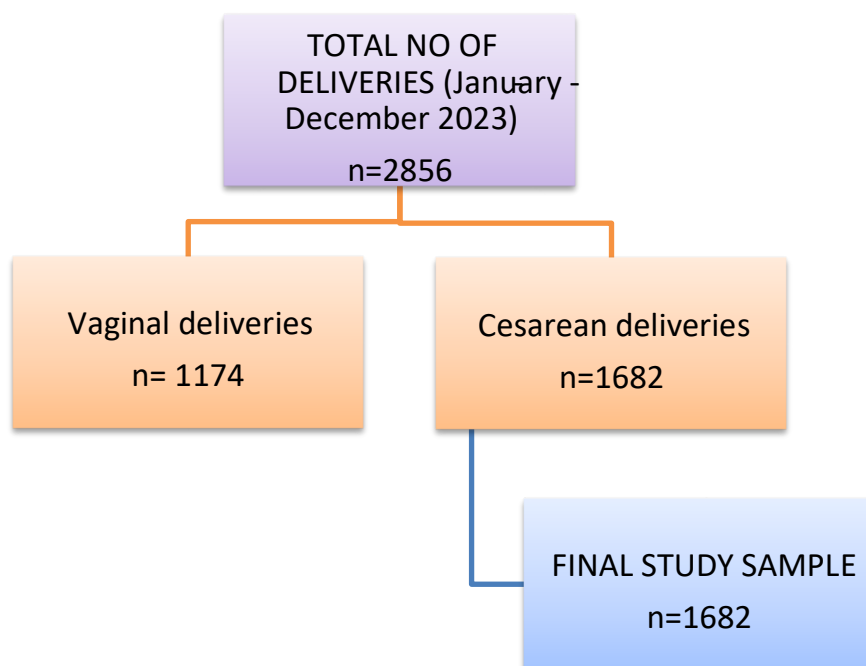 TOTAL NO OF
DELIVERIES (January -
December 2023)
n=2856
Vaginal deliveries
n= 1174
Cesarean deliveries
n=1682
FINAL STUDY SAMPLE
n=1682